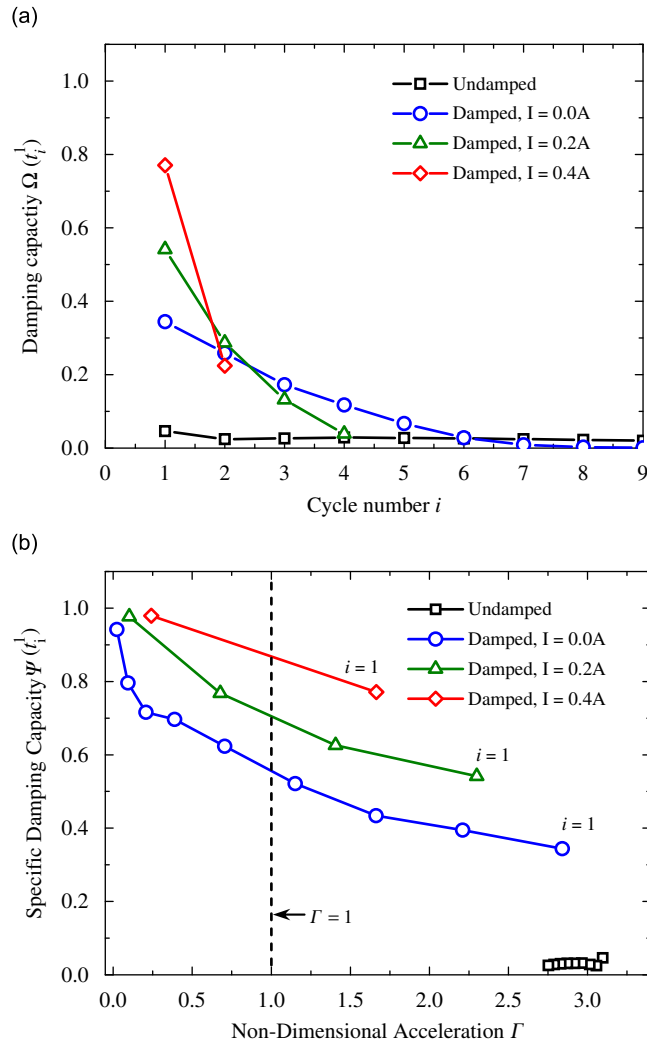 (a)
1.0
0.8
0.6
0.4
0.2
0.0
Damping capactiy Ω (t_i^1)
Undamped
Damped, I = 0.0A
Damped, I = 0.2A
Damped, I = 0.4A
1 2 3 4 5 6 7 8 9
Cycle number i
(b)
1.0
0.8
0.6
0.4
0.2
0.0
Specific Damping Capacity Ψ (t_i^1)
Undamped
Damped, I = 0.0A
Damped, I = 0.2A
Damped, I = 0.4A
i = 1
i = 1
i = 1
Γ = 1
0.0 0.5 1.0 1.5 2.0 2.5 3.0
Non-Dimensional Acceleration Γ